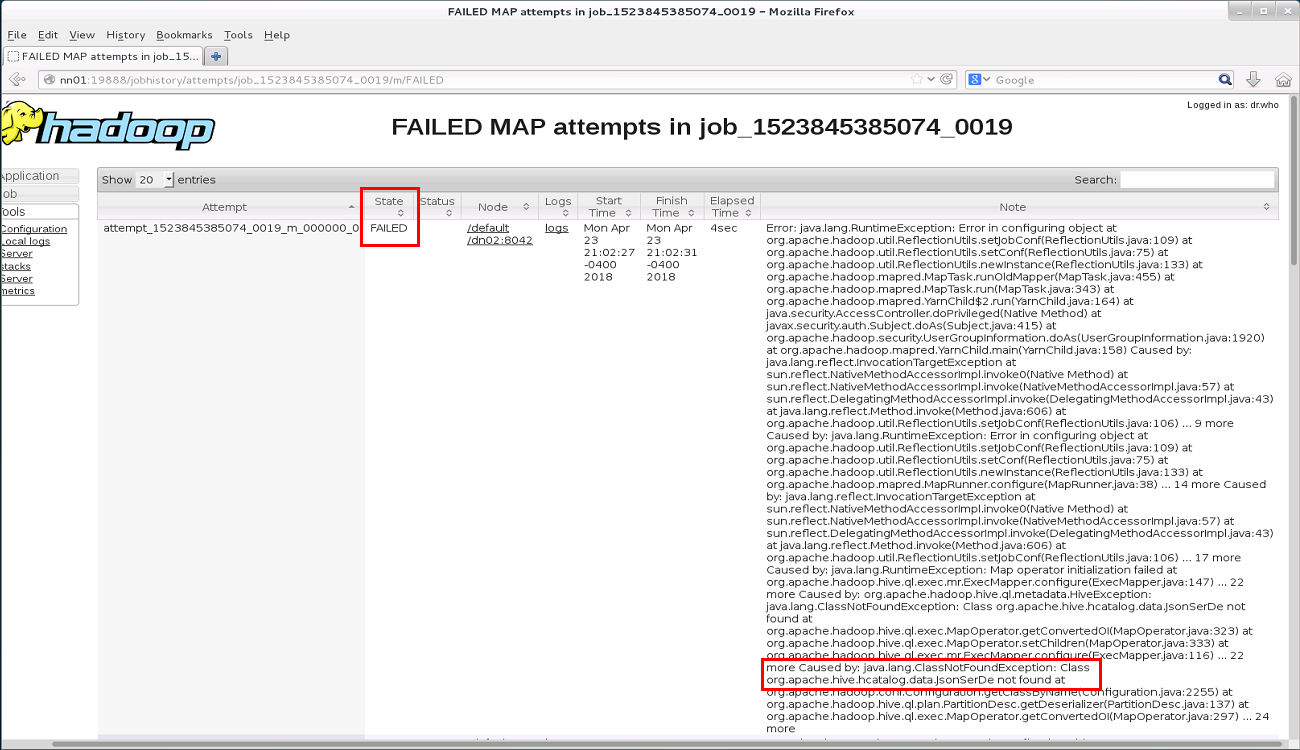 FAILED MAP attempts in job_1523845385074_0019 - Mozilla Firefox
File Edit View History Bookmarks Tools Help
FAILED MAP attempts in job_15...
nn01:19888/jobhistory/attempts/job_1523845385074_0019/m/FAILED
Google
Logged in as: dr.who
hadoop
FAILED MAP attempts in job_1523845385074_0019
Application
ob
ools
Configuration
Local logs
Server
stacks
Server
metrics
Show 20 entries
Search:
Attempt State Status Node Logs Start Time Finish Time Elapsed Time Note
attempt_1523845385074_0019_m_000000_0 FAILED /default /dn02:8042 logs Mon Apr 23 21:02:27 -0400 2018 Mon Apr 23 21:02:31 -0400 2018 4sec
Error: java.lang.RuntimeException: Error in configuring object at
org.apache.hadoop.util.ReflectionUtils.setJobConf(ReflectionUtils.java:109) at
org.apache.hadoop.util.ReflectionUtils.setConf(ReflectionUtils.java:75) at
org.apache.hadoop.util.ReflectionUtils.newInstance(ReflectionUtils.java:133) at
org.apache.hadoop.mapred.MapTask.runOldMapper(MapTask.java:455) at
org.apache.hadoop.mapred.MapTask.run(MapTask.java:343) at
org.apache.hadoop.mapred.YarnChild$2.run(YarnChild.java:164) at
java.security.AccessController.doPrivileged(Native Method) at
javax.security.auth.Subject.doAs(Subject.java:415) at
org.apache.hadoop.security.UserGroupInformation.doAs(UserGroupInformation.java:1920)
at org.apache.hadoop.mapred.YarnChild.main(YarnChild.java:158) Caused by:
java.lang.reflect.InvocationTargetException at
sun.reflect.NativeMethodAccessorImpl.invoke0(Native Method) at
sun.reflect.NativeMethodAccessorImpl.invoke(NativeMethodAccessorImpl.java:57) at
sun.reflect.DelegatingMethodAccessorImpl.invoke(DelegatingMethodAccessorImpl.java:43)
at java.lang.reflect.Method.invoke(Method.java:606) at
org.apache.hadoop.util.ReflectionUtils.setJobConf(ReflectionUtils.java:106) ... 9 more
Caused by: java.lang.RuntimeException: Error in configuring object at
org.apache.hadoop.util.ReflectionUtils.setJobConf(ReflectionUtils.java:109) at
org.apache.hadoop.util.ReflectionUtils.setConf(ReflectionUtils.java:75) at
org.apache.hadoop.util.ReflectionUtils.newInstance(ReflectionUtils.java:133) at
org.apache.hadoop.mapred.MapRunner.configure(MapRunner.java:38) ... 14 more Caused
by: java.lang.reflect.InvocationTargetException at
sun.reflect.NativeMethodAccessorImpl.invoke0(Native Method) at
sun.reflect.NativeMethodAccessorImpl.invoke(NativeMethodAccessorImpl.java:57) at
sun.reflect.DelegatingMethodAccessorImpl.invoke(DelegatingMethodAccessorImpl.java:43)
at java.lang.reflect.Method.invoke(Method.java:606) at
org.apache.hadoop.util.ReflectionUtils.setJobConf(ReflectionUtils.java:106) ... 17 more
Caused by: java.lang.RuntimeException: Map operator initialization failed at
org.apache.hadoop.hive.ql.exec.mr.ExecMapper.configure(ExecMapper.java:147) ... 22
more Caused by: org.apache.hadoop.hive.ql.metadata.HiveException:
java.lang.ClassNotFoundException: Class org.apache.hive.hcatalog.data.JsonSerDe not
found at
org.apache.hadoop.hive.ql.exec.MapOperator.getConvertedOI(MapOperator.java:323) at
org.apache.hadoop.hive.ql.exec.MapOperator.setChildren(MapOperator.java:333) at
org.apache.hadoop.hive.ql.exec.mr.ExecMapper.configure(ExecMapper.java:116) ... 22
more Caused by: java.lang.ClassNotFoundException: Class
org.apache.hive.hcatalog.data.JsonSerDe not found at
org.apache.hadoop.conf.Configuration.getClassByName(Configuration.java:2255) at
org.apache.hadoop.hive.ql.plan.PartitionDesc.getDeserializer(PartitionDesc.java:137) at
org.apache.hadoop.hive.ql.exec.MapOperator.getConvertedOI(MapOperator.java:297) ... 24
more